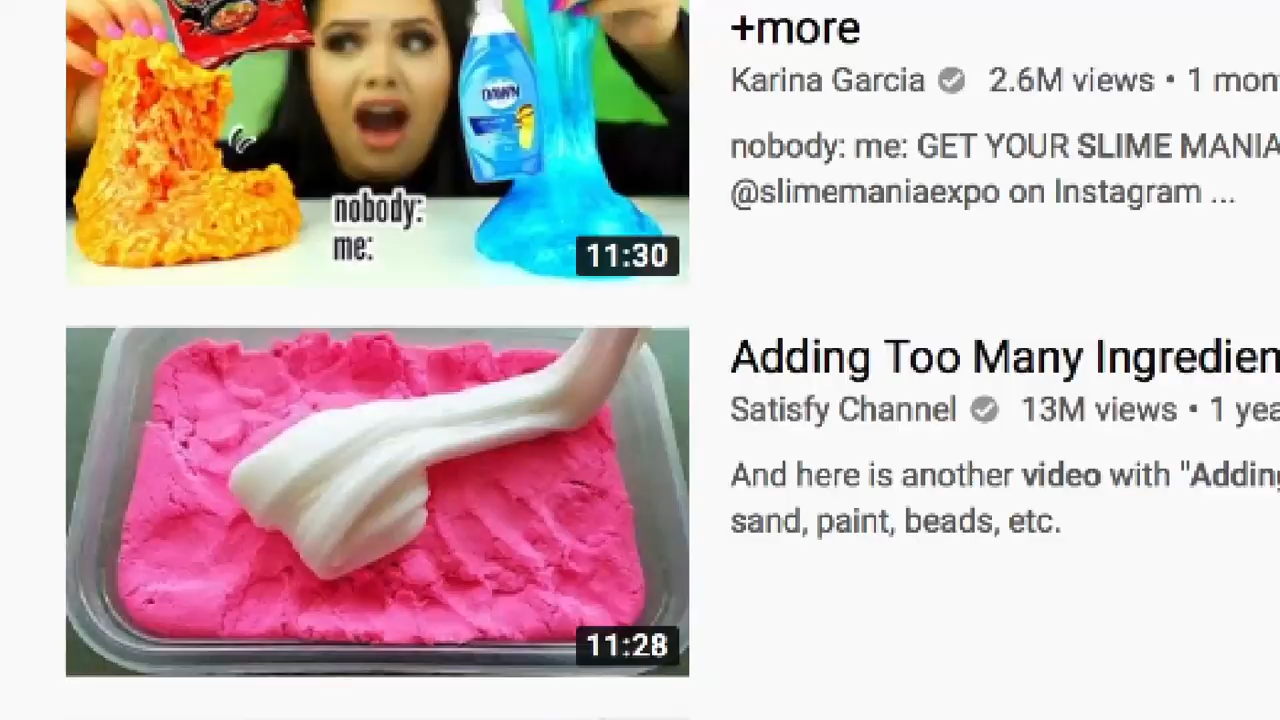 +more
Karina Garcia 2.6M views • 1 mon
nobody: me: GET YOUR SLIME MANIA
@slimemaniaexpo on Instagram ...
DAWN
nobody:
me:
11:30
Adding Too Many Ingredien
Satisfy Channel 13M views • 1 yea
And here is another video with "Adding
sand, paint, beads, etc.
11:28